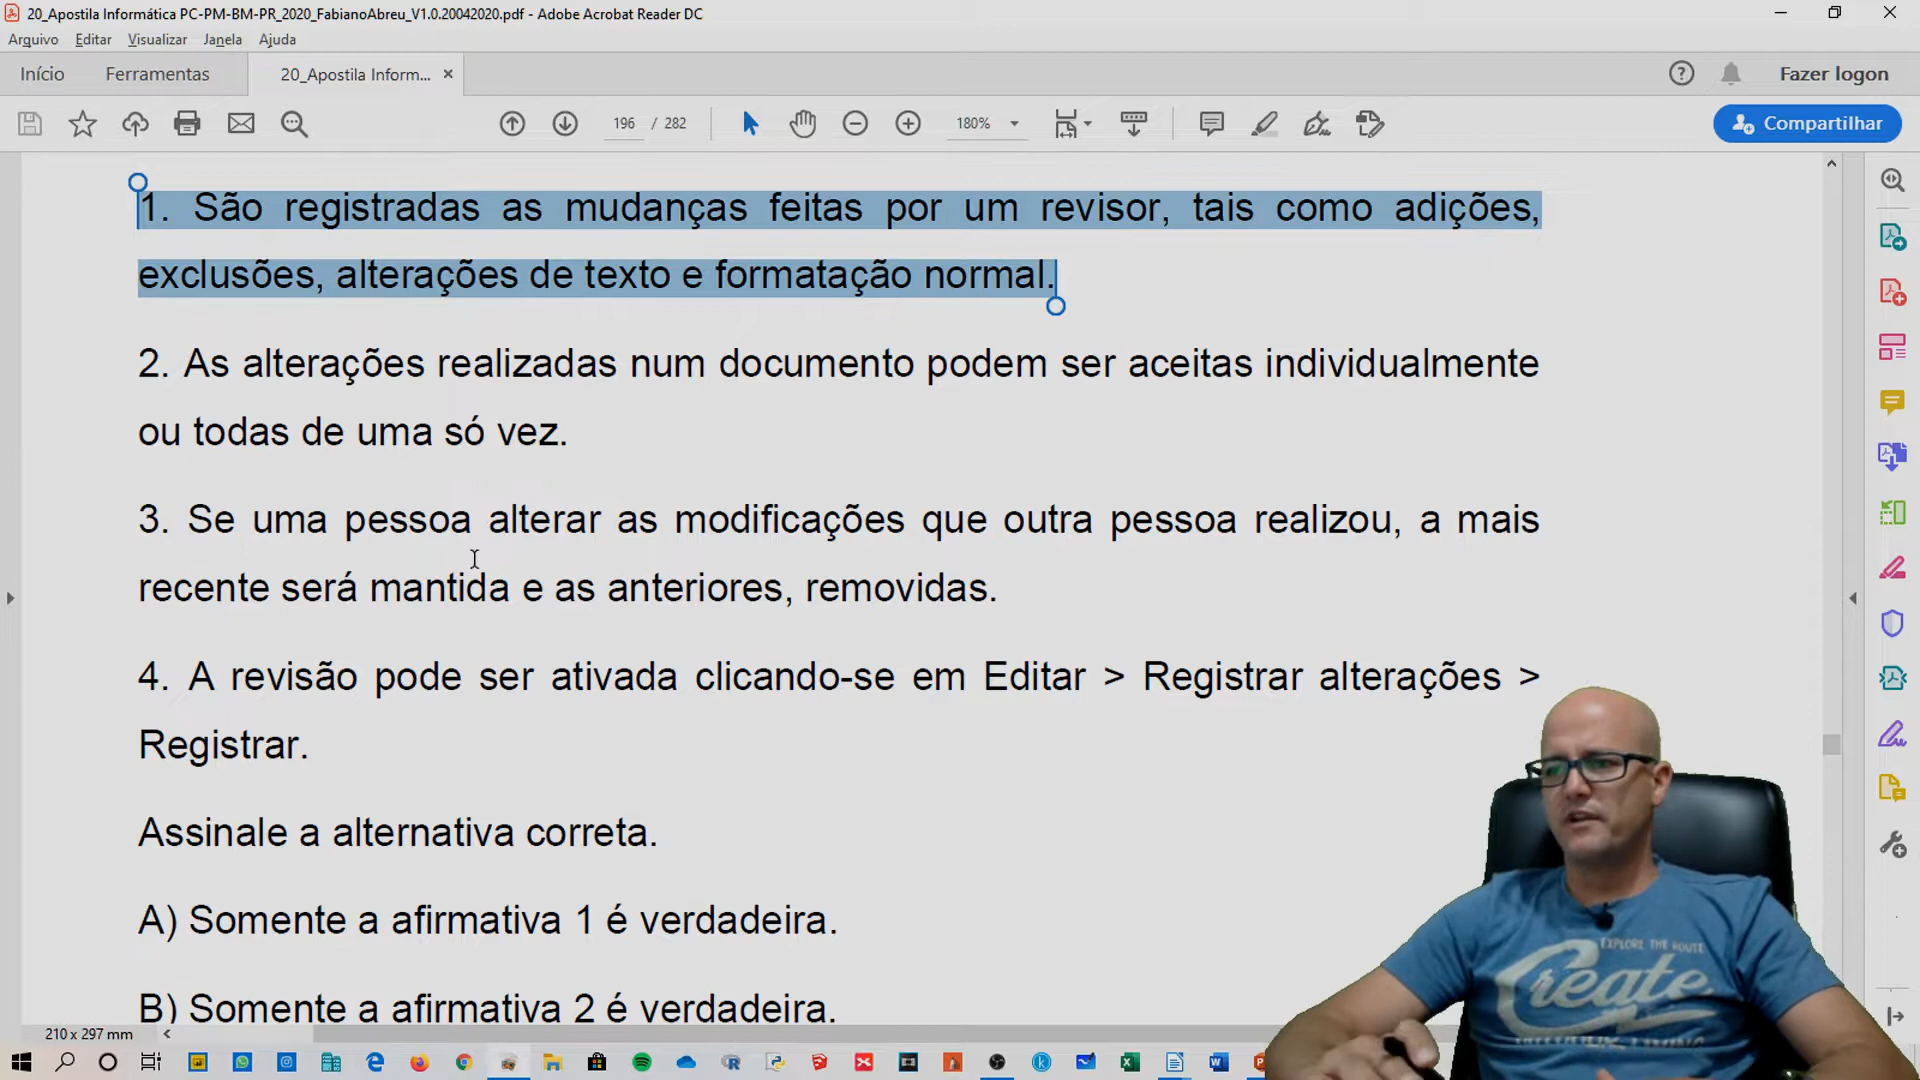 20_Apostila Informática PC-PM-BM-PR_2020_FabianoAbreu_V1.0.20042020.pdf - Adobe Acrobat Reader DC
Arquivo Editar Visualizar Janela Ajuda
Início Ferramentas 20_Apostila Inform... × Fazer logon
196 / 282 180% Compartilhar
1. São registradas as mudanças feitas por um revisor, tais como adições,
exclusões, alterações de texto e formatação normal.
2. As alterações realizadas num documento podem ser aceitas individualmente
ou todas de uma só vez.
3. Se uma pessoa alterar as modificações que outra pessoa realizou, a mais
recente será mantida e as anteriores, removidas.
4. A revisão pode ser ativada clicando-se em Editar > Registrar alterações >
Registrar.
Assinale a alternativa correta.
A) Somente a afirmativa 1 é verdadeira.
B) Somente a afirmativa 2 é verdadeira.
EXPLORE THE ROUTE
Create
210 x 297 mm